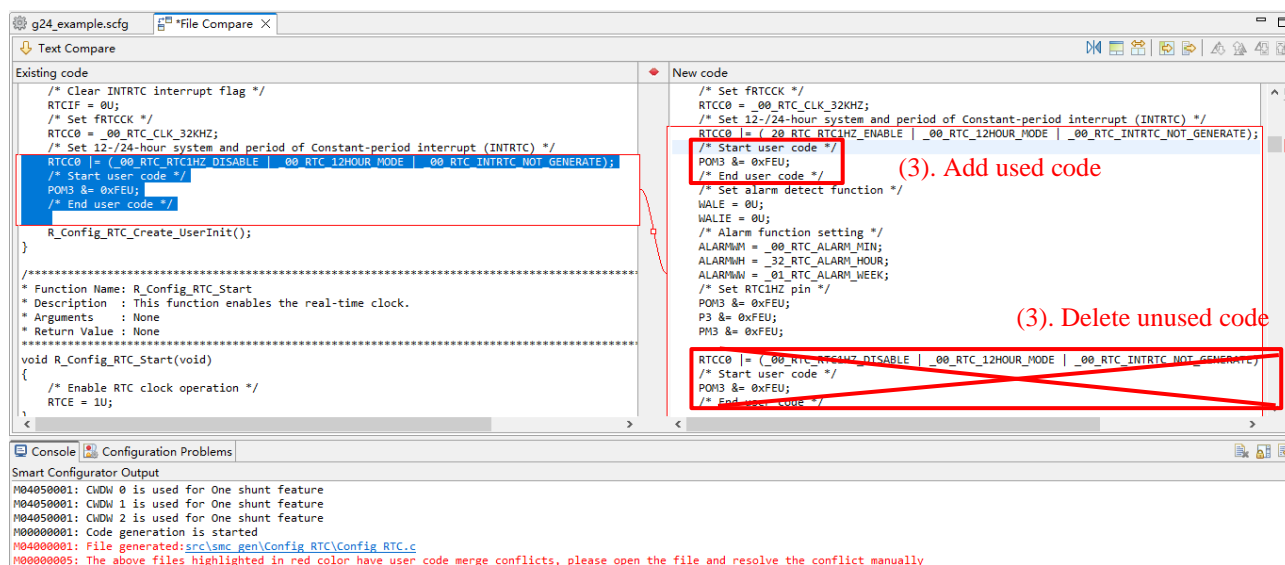 g24_example.scfg
*File Compare
Text Compare
Existing code
New code
/* Clear INTRTC interrupt flag */
RTCIF = 0U;
/* Set fRTCCK */
RTCC0 = _00_RTC_CLK_32KHZ;
/* Set 12-/24-hour system and period of Constant-period interrupt (INTRTC) */
RTCC0 |= (_00_RTC_RTC1HZ_DISABLE | _00_RTC_12HOUR_MODE | _00_RTC_INTRTC_NOT_GENERATE);
/* Start user code */
POM3 &= 0xFEU;
/* End user code */
R_Config_RTC_Create_UserInit();
}
/*****************************************************************************************
* Function Name: R_Config_RTC_Start
* Description  : This function enables the real-time clock.
* Arguments    : None
* Return Value : None
******************************************************************************************
void R_Config_RTC_Start(void)
{
/* Enable RTC clock operation */
RTCE = 1U;
}
/* Set fRTCCK */
RTCC0 = _00_RTC_CLK_32KHZ;
/* Set 12-/24-hour system and period of Constant-period interrupt (INTRTC) */
RTCC0 |= (_20_RTC_RTC1HZ_ENABLE | _00_RTC_12HOUR_MODE | _00_RTC_INTRTC_NOT_GENERATE);
/* Start user code */
POM3 &= 0xFEU;
/* End user code */
(3). Add used code
/* Set alarm detect function */
WALE = 0U;
WALIE = 0U;
/* Alarm function setting */
ALARMWM = _00_RTC_ALARM_MIN;
ALARMWH = _32_RTC_ALARM_HOUR;
ALARMWW = _01_RTC_ALARM_WEEK;
/* Set RTC1HZ pin */
POM3 &= 0xFEU;
P3 &= 0xFEU;
PM3 &= 0xFEU;
(3). Delete unused code
RTCC0 |= (_00_RTC_RTC1HZ_DISABLE | _00_RTC_12HOUR_MODE | _00_RTC_INTRTC_NOT_GENERATE)
/* Start user code */
POM3 &= 0xFEU;
/* End user code */
Console
Configuration Problems
Smart Configurator Output
M04050001: CWDW 0 is used for One shunt feature
M04050001: CWDW 1 is used for One shunt feature
M04050001: CWDW 2 is used for One shunt feature
M00000001: Code generation is started
M04000001: File generated:src\smc_gen\Config_RTC\Config_RTC.c
M00000005: The above files highlighted in red color have user code merge conflicts, please open the file and resolve the conflict manually